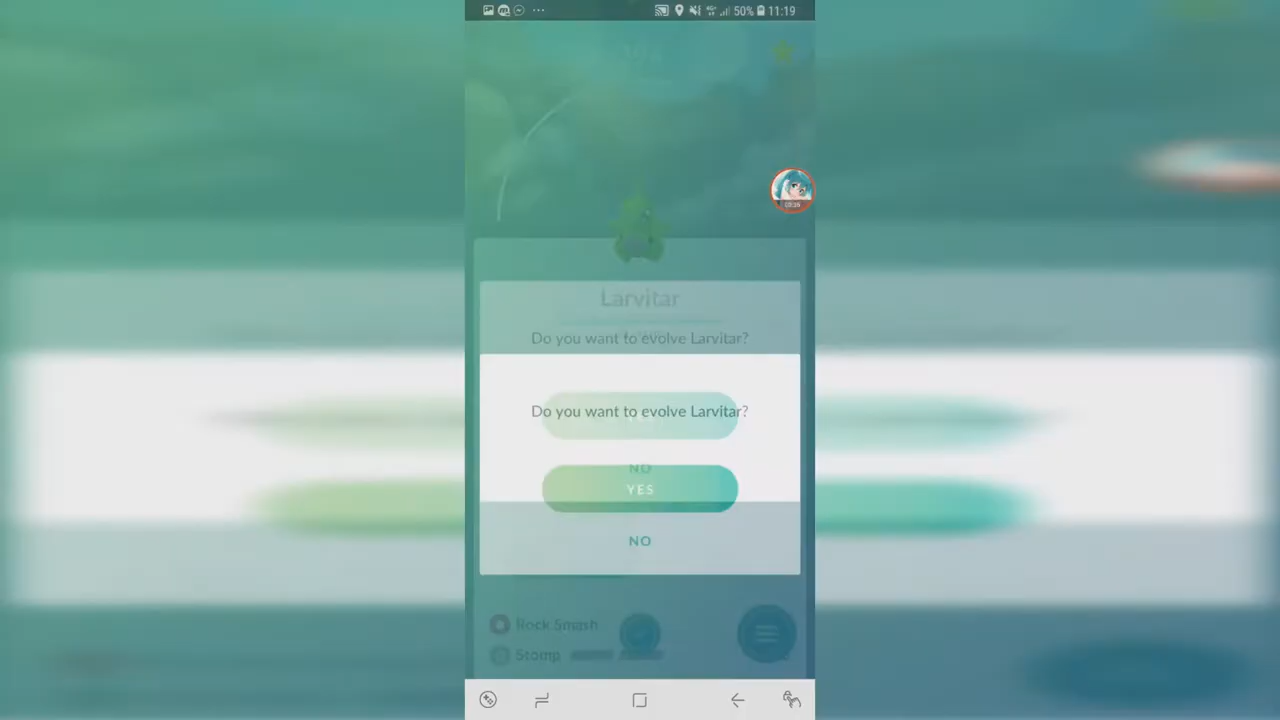 50% 11:19
Larvitar
Do you want to evolve Larvitar?
Do you want to evolve Larvitar?
NO
YES
NO
Rock Smash
Stomp